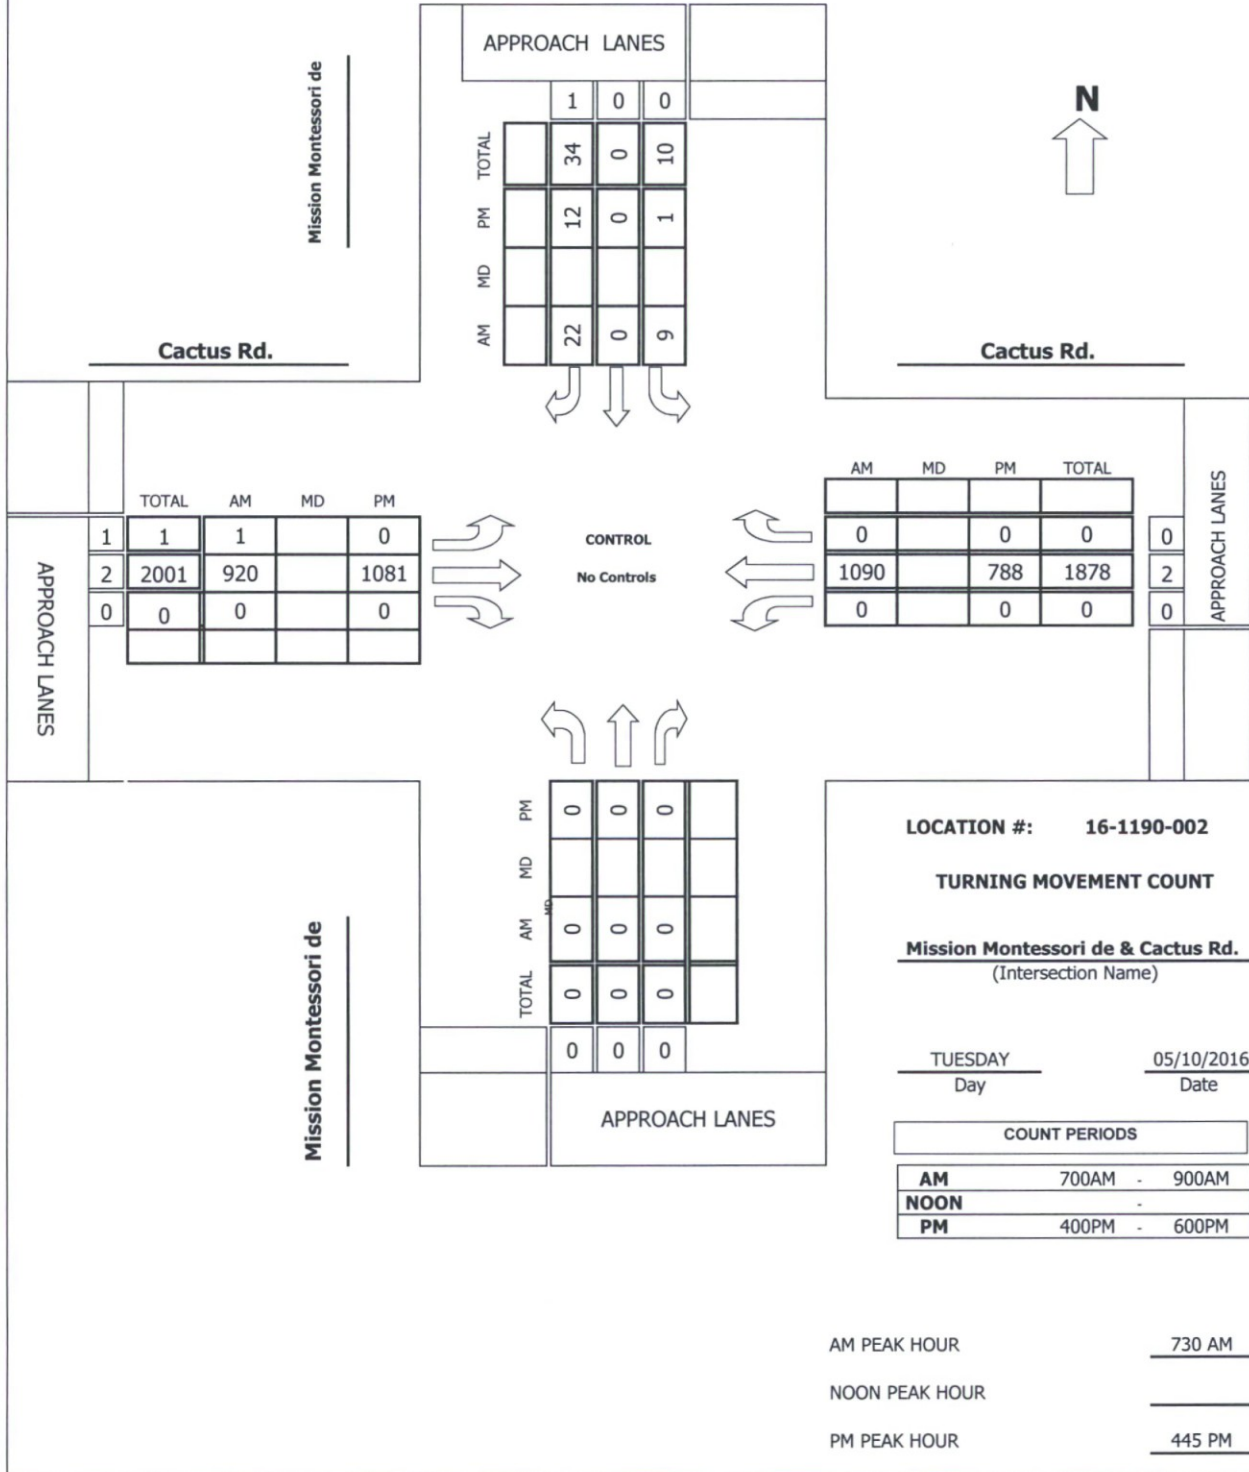 APPROACH LANES
Mission Montessori de
N
1 0 0
TOTAL 34 0 10
PM 12 0 1
MD
AM 22 0 9
Cactus Rd.
Cactus Rd.
AM MD PM TOTAL
TOTAL AM MD PM
APPROACH LANES
1 1 1 0
2 2001 920 1081
0 0 0 0
CONTROL
No Controls
0 0 0 0
1090 788 1878 2
0 0 0 0
APPROACH LANES
PM 0 0 0
MD
MD
AM 0 0 0
TOTAL 0 0 0
0 0 0
APPROACH LANES
Mission Montessori de
LOCATION #: 16-1190-002
TURNING MOVEMENT COUNT
Mission Montessori de & Cactus Rd.
(Intersection Name)
TUESDAY 05/10/2016
Day Date
COUNT PERIODS
AM 700AM - 900AM
NOON -
PM 400PM - 600PM
AM PEAK HOUR 730 AM
NOON PEAK HOUR
PM PEAK HOUR 445 PM